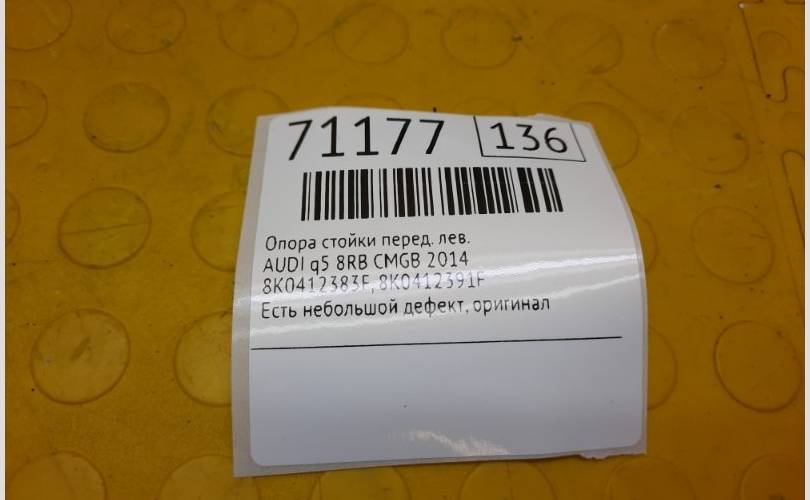 71177 136
Опора стойки перед. лев.
AUDI q5 8RB CMGB 2014
8K0412383F, 8K0412391F
Есть небольшой дефект, оригинал